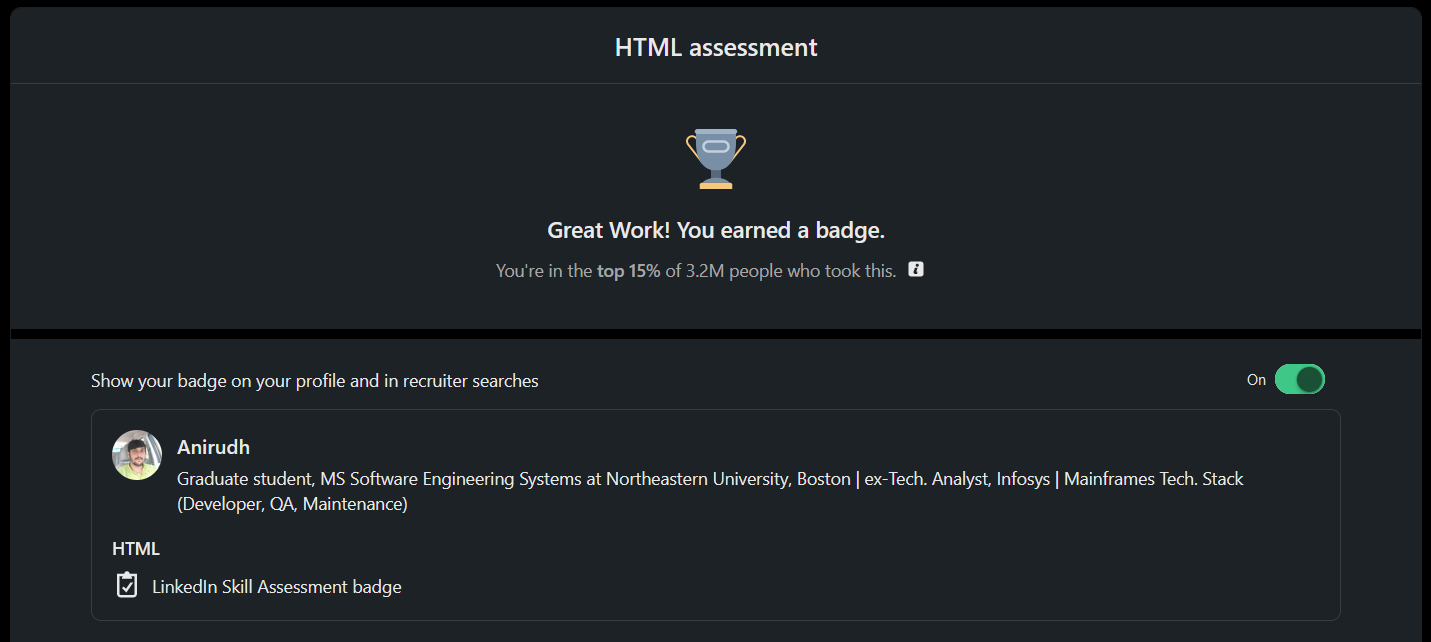 HTML assessment
Great Work! You earned a badge.
You're in the top 15% of 3.2M people who took this.
Show your badge on your profile and in recruiter searches
On
Anirudh
Graduate student, MS Software Engineering Systems at Northeastern University, Boston | ex-Tech. Analyst, Infosys | Mainframes Tech. Stack
(Developer, QA, Maintenance)
HTML
LinkedIn Skill Assessment badge